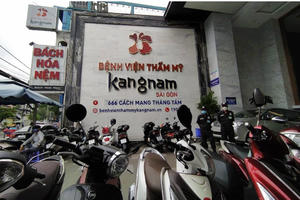 BÁCH
HÓA
NỆM
BỆNH VIỆN THẨM MỸ
kangnam
SÀI GÒN
666 CÁCH MẠNG THÁNG TÁM
benhvienthammykangnam.vn